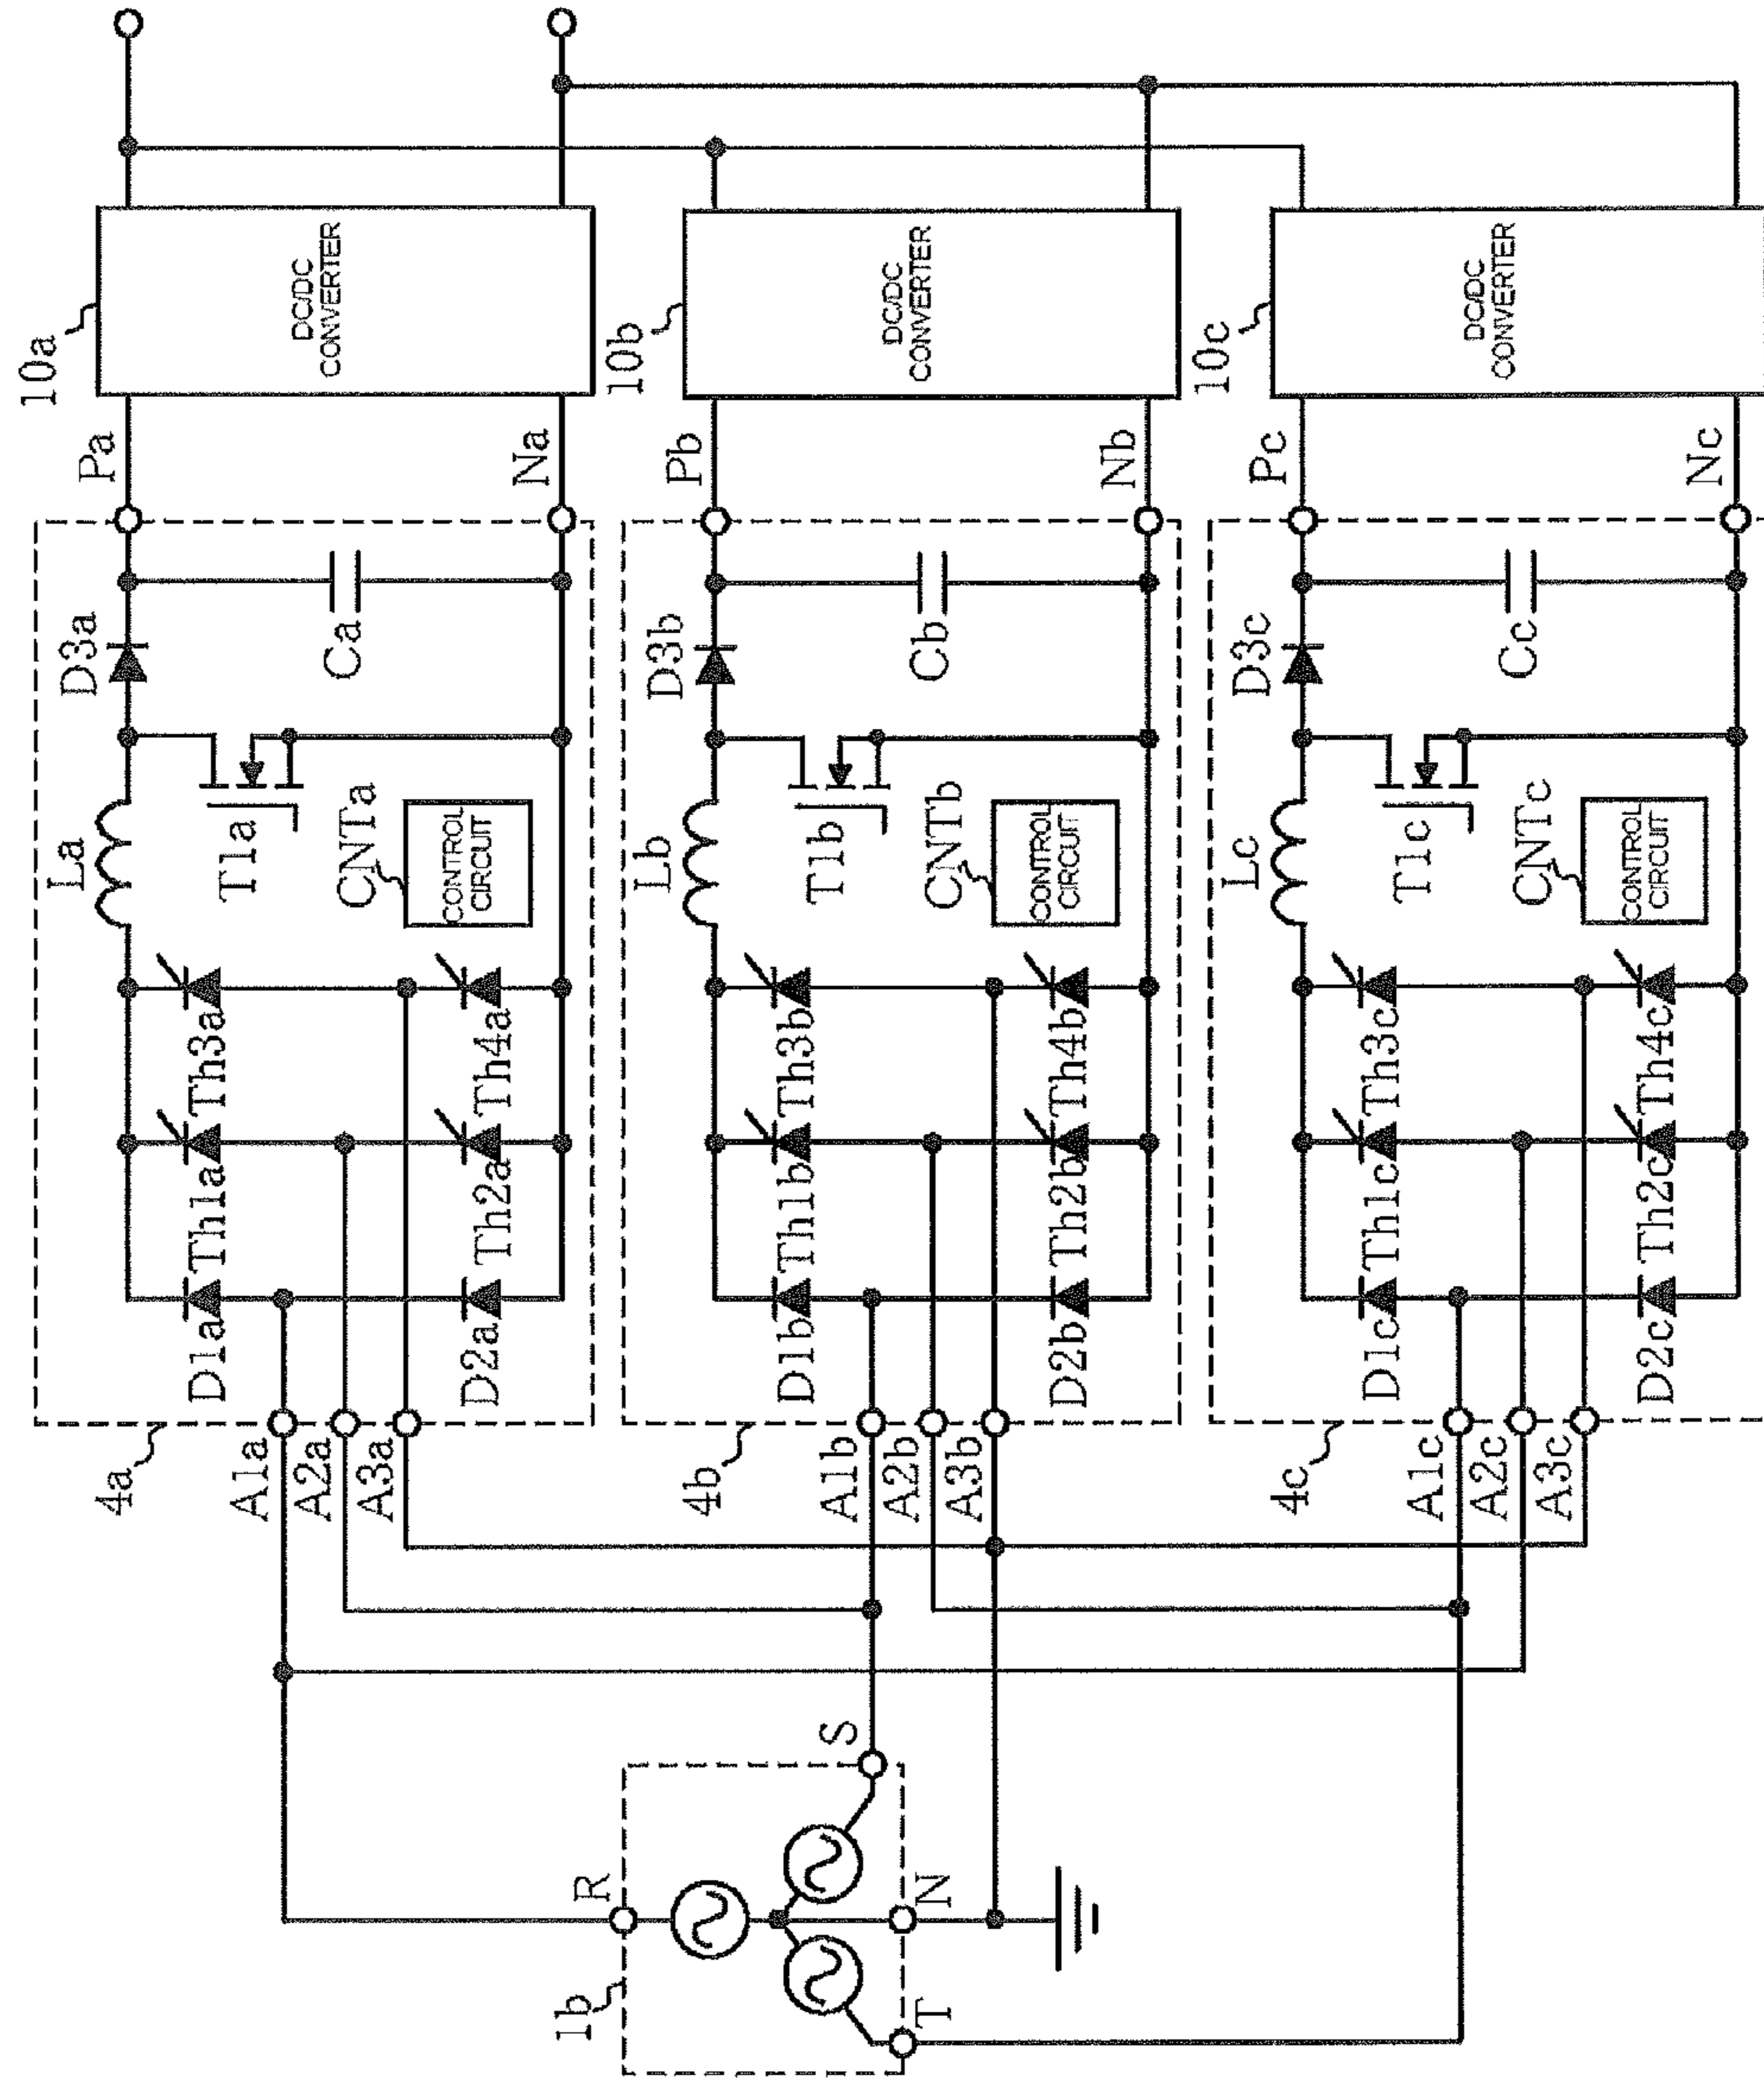 10a
DC/DC
CONVERTER
Pa
Na
D3a
Ca
La
T1a
CNTa
CONTROL
CIRCUIT
Th3a
Th4a
Th1a
Th2a
D1a
D2a
4a
A1a
A2a
A3a
10b
DC/DC
CONVERTER
Pb
Nb
D3b
Cb
Lb
T1b
CNTb
CONTROL
CIRCUIT
Th3b
Th4b
Th1b
Th2b
D1b
D2b
4b
A1b
A2b
A3b
10c
DC/DC
CONVERTER
Pc
Nc
D3c
Cc
Lc
T1c
CNTc
CONTROL
CIRCUIT
Th3c
Th4c
Th1c
Th2c
D1c
D2c
4c
A1c
A2c
A3c
1b
R
S
N
T